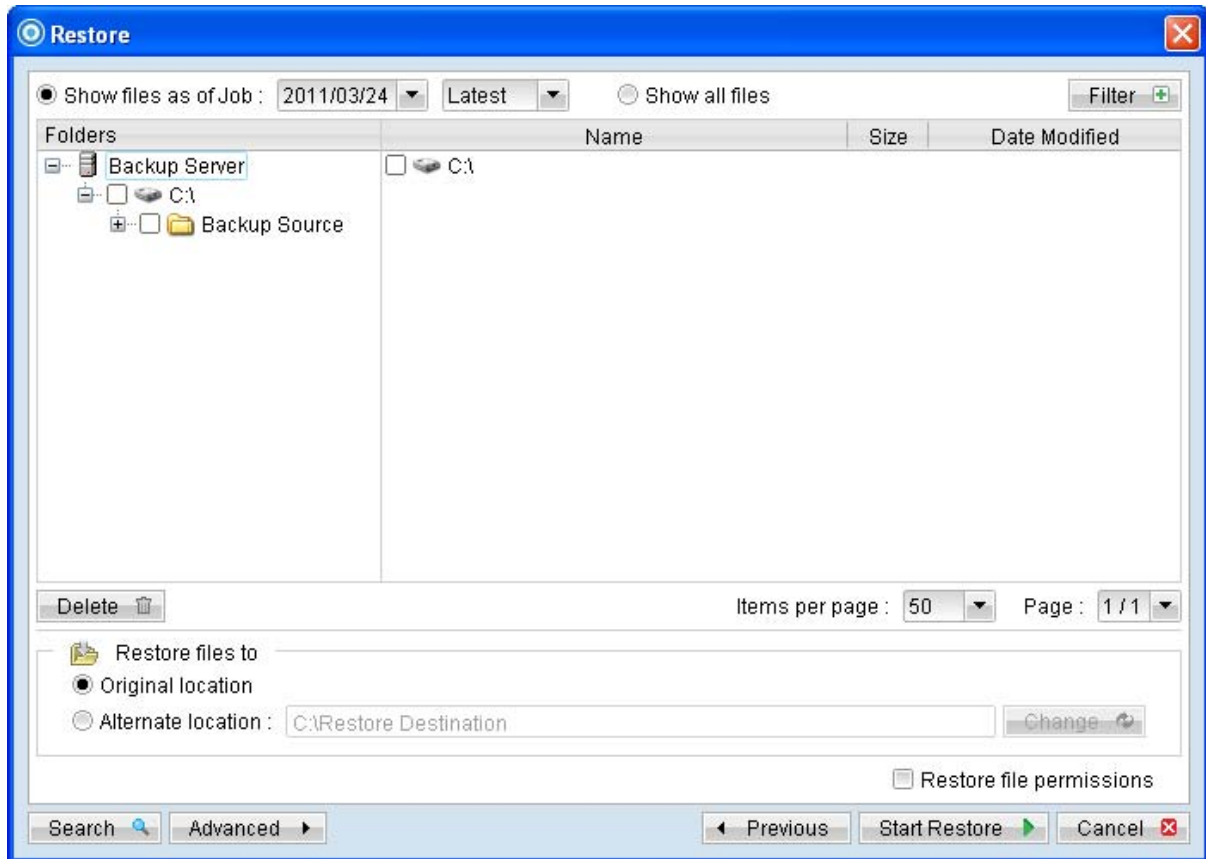 Restore
Show files as of Job : 2011/03/24 Latest Show all files Filter
Folders Name Size Date Modified
Backup Server C:\
C:\
Backup Source
Delete Items per page : 50 Page : 1 / 1
Restore files to
Original location
Alternate location : C:\Restore Destination Change
Restore file permissions
Search Advanced Previous Start Restore Cancel